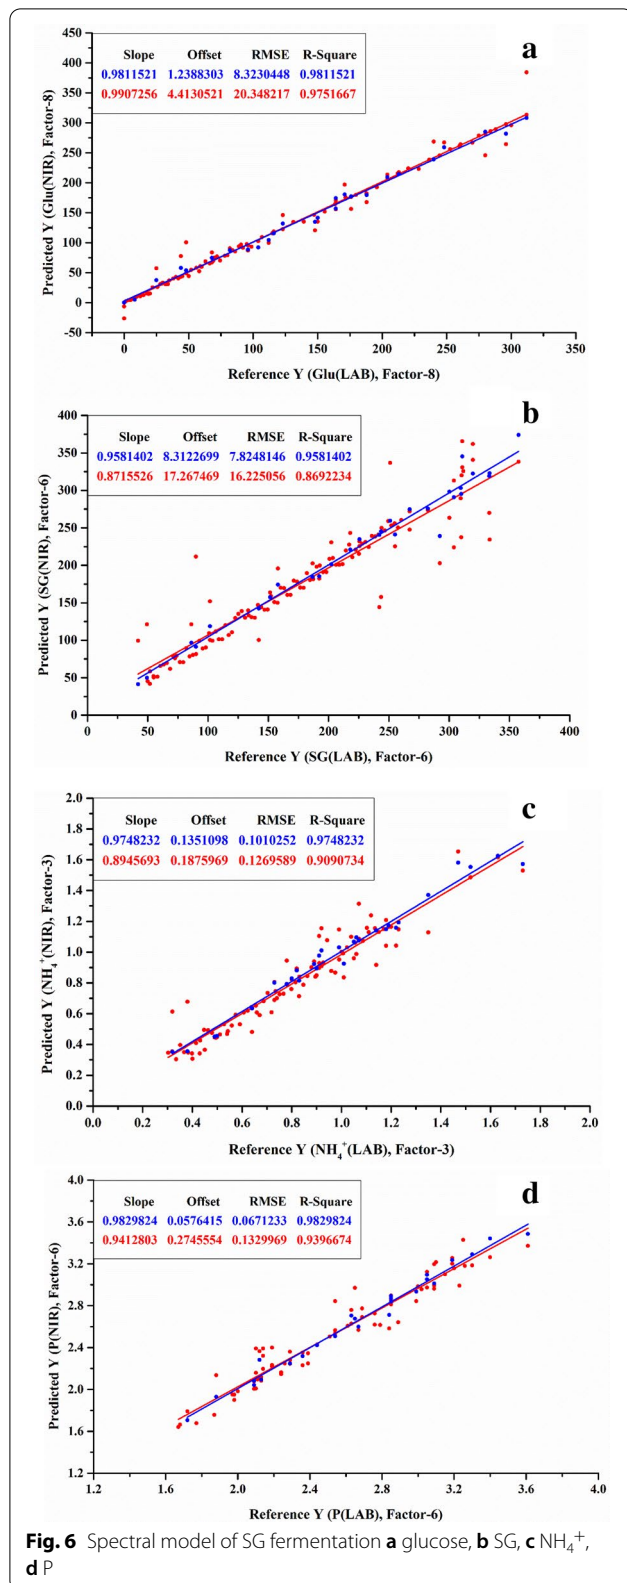 a
Slope Offset RMSE R-Square
0.9811521 1.2388303 8.3230448 0.9811521
0.9907256 4.4130521 20.348217 0.9751667
450
400
350
300
250
200
150
100
50
0
-50
Predicted Y (Glu(NIR), Factor-8)
0 50 100 150 200 250 300 350
Reference Y (Glu(LAB), Factor-8)
b
Slope Offset RMSE R-Square
0.9581402 8.3122699 7.8248146 0.9581402
0.8715526 17.267469 16.225056 0.8692234
400
350
300
250
200
150
100
50
0
Predicted Y (SG(NIR), Factor-6)
0 50 100 150 200 250 300 350 400
Reference Y (SG(LAB), Factor-6)
c
Slope Offset RMSE R-Square
0.9748232 0.1351098 0.1010252 0.9748232
0.8945693 0.1875969 0.1269589 0.9090734
2.0
1.8
1.6
1.4
1.2
1.0
0.8
0.6
0.4
0.2
0.0
Predicted Y (NH₄⁺(NIR), Factor-3)
0.0 0.2 0.4 0.6 0.8 1.0 1.2 1.4 1.6 1.8 2.0
Reference Y (NH₄⁺(LAB), Factor-3)
d
Slope Offset RMSE R-Square
0.9829824 0.0576415 0.0671233 0.9829824
0.9412803 0.2745554 0.1329969 0.9396674
4.0
3.6
3.2
2.8
2.4
2.0
1.6
1.2
Predicted Y (P(NIR), Factor-6)
1.2 1.6 2.0 2.4 2.8 3.2 3.6 4.0
Reference Y (P(LAB), Factor-6)
Fig. 6 Spectral model of SG fermentation a glucose, b SG, c NH₄⁺,
d P